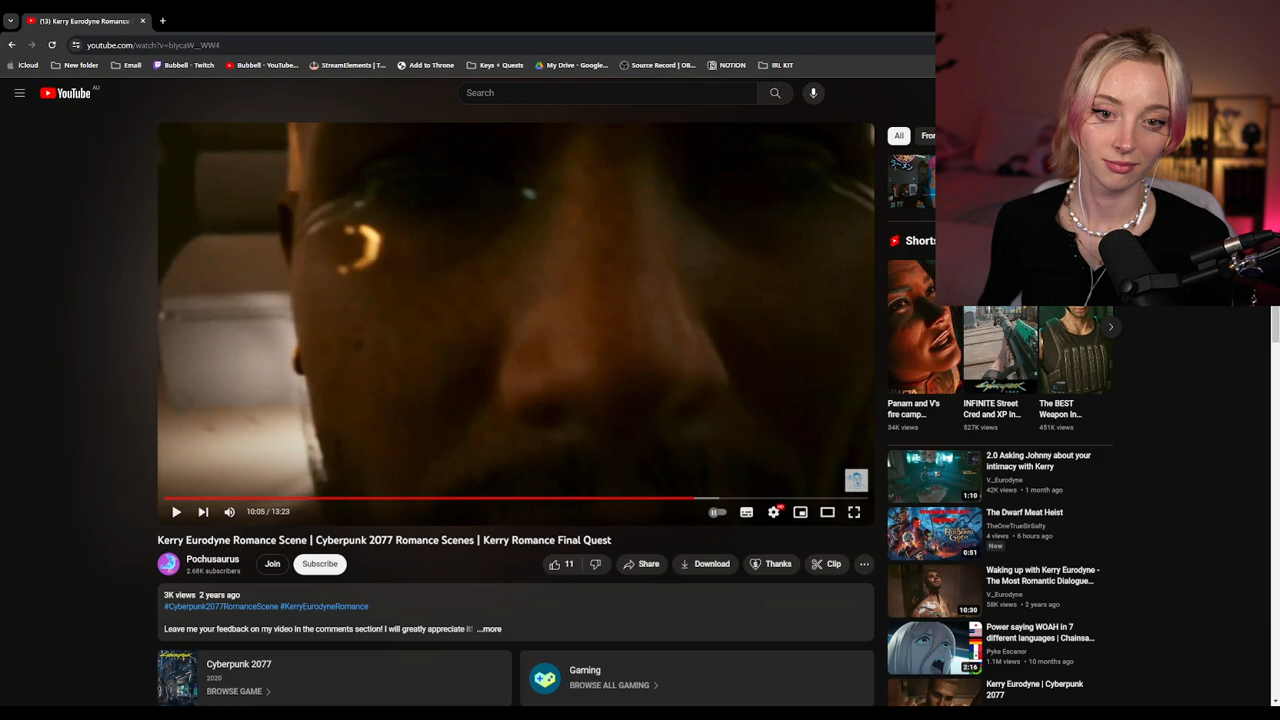 (13) Kerry Eurodyne Romance
youtube.com/watch?v=bIycaW__WW4
iCloud
New folder
Email
Bubbell - Twitch
Bubbell - YouTube...
StreamElements | T...
Add to Throne
Keys + Quests
My Drive - Google...
Source Record | OB...
NOTION
IRL KIT
YouTube AU
Search
All
Fro
Shorts
Panam and V's
fire camp...
34K views
INFINITE Street
Cred and XP in...
527K views
The BEST
Weapon In...
451K views
2.0 Asking Johnny about your
intimacy with Kerry
V._Eurodyne
42K views • 1 month ago
1:10
The Dwarf Meat Heist
TheOneTrueSirSalty
4 views • 6 hours ago
New
0:51
Waking up with Kerry Eurodyne -
The Most Romantic Dialogue...
V._Eurodyne
58K views • 2 years ago
10:30
Power saying WOAH in 7
different languages | Chainsa...
Pyke Escanor
1.1M views • 10 months ago
2:16
Kerry Eurodyne | Cyberpunk
2077
10:05 / 13:23
Kerry Eurodyne Romance Scene | Cyberpunk 2077 Romance Scenes | Kerry Romance Final Quest
Pochusaurus
2.68K subscribers
Join
Subscribe
11
Share
Download
Thanks
Clip
3K views 2 years ago
#Cyberpunk2077RomanceScene #KerryEurodyneRomance
Leave me your feedback on my video in the comments section! I will greatly appreciate it! ...more
Cyberpunk 2077
2020
BROWSE GAME
Gaming
BROWSE ALL GAMING